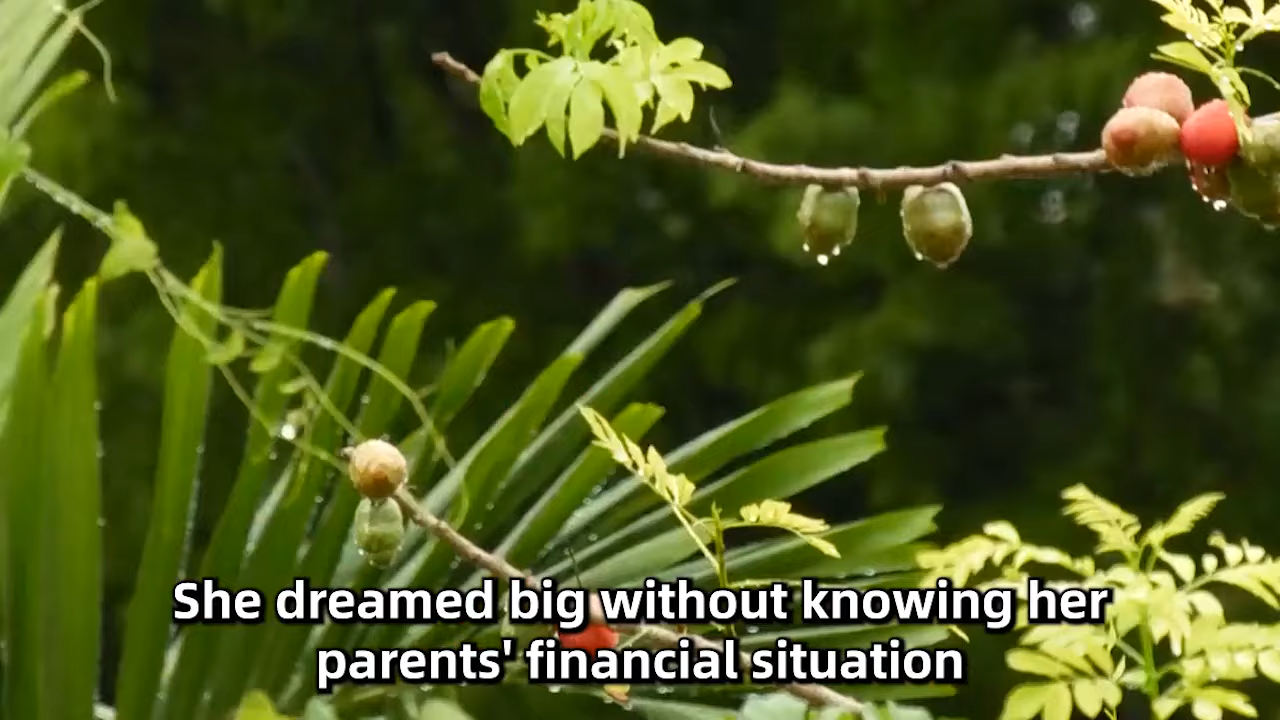 She dreamed big without knowing her
parents' financial situation